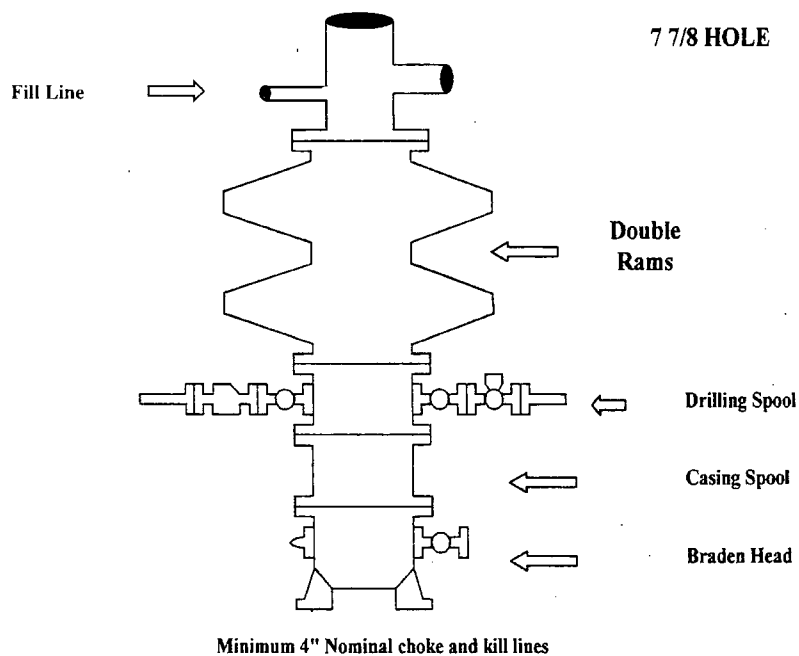 7 7/8 HOLE
Fill Line
Double
Rams
Drilling Spool
Casing Spool
Braden Head
Minimum 4" Nominal choke and kill lines